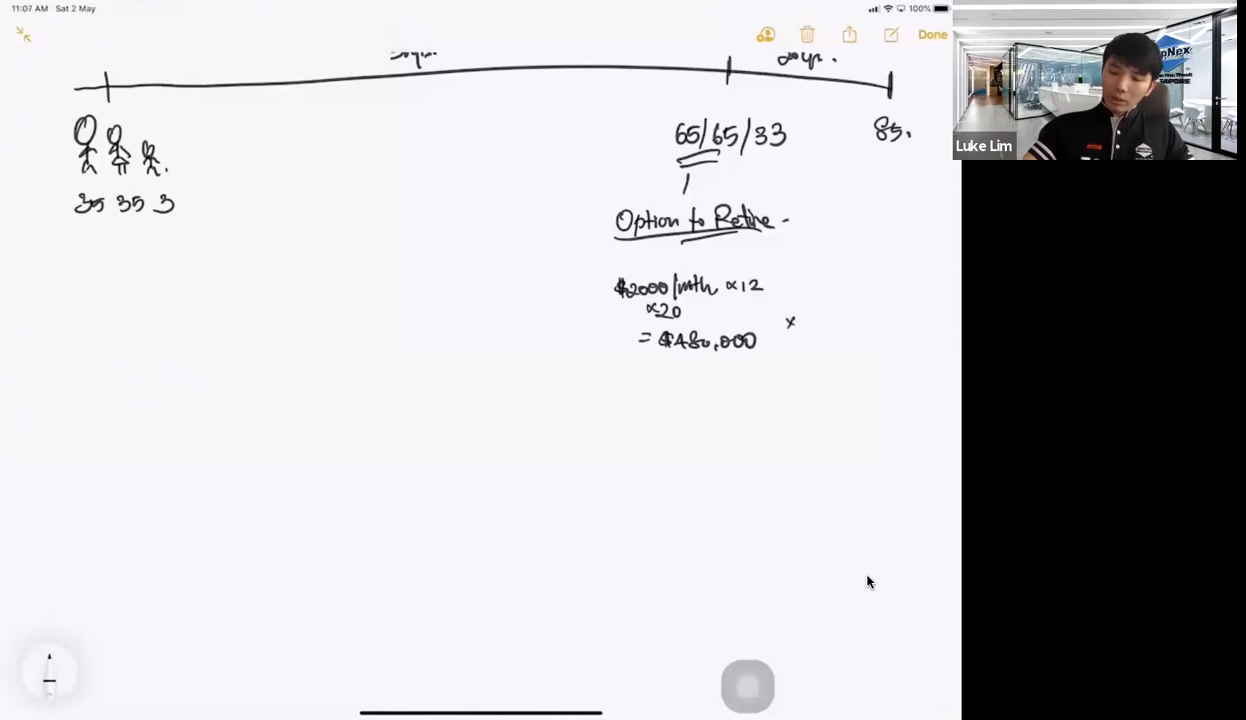 11:07 AM Sat 2 May
100%
Done
65/65/33
85.
35 35 3
Option to Retire -
$2000/mth x12
x20
= $480,000 x
Luke Lim